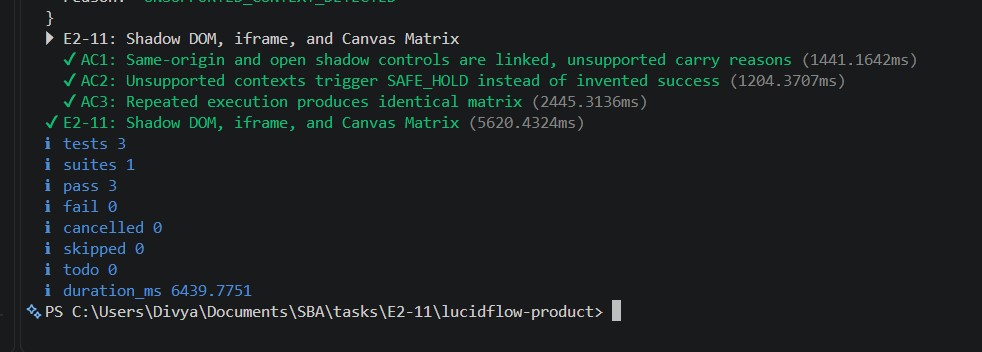 }
▶ E2-11: Shadow DOM, iframe, and Canvas Matrix
✓ AC1: Same-origin and open shadow controls are linked, unsupported carry reasons (1441.1642ms)
✓ AC2: Unsupported contexts trigger SAFE_HOLD instead of invented success (1204.3707ms)
✓ AC3: Repeated execution produces identical matrix (2445.3136ms)
✓ E2-11: Shadow DOM, iframe, and Canvas Matrix (5620.4324ms)
ℹ tests 3
ℹ suites 1
ℹ pass 3
ℹ fail 0
ℹ cancelled 0
ℹ skipped 0
ℹ todo 0
ℹ duration_ms 6439.7751
PS C:\Users\Divya\Documents\SBA\tasks\E2-11\lucidflow-product>